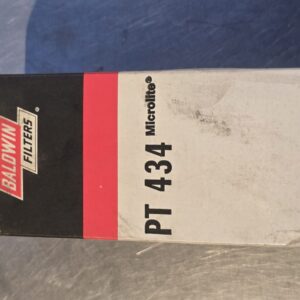 BALDWIN
FILTERS
®
PT 434 Microlite®